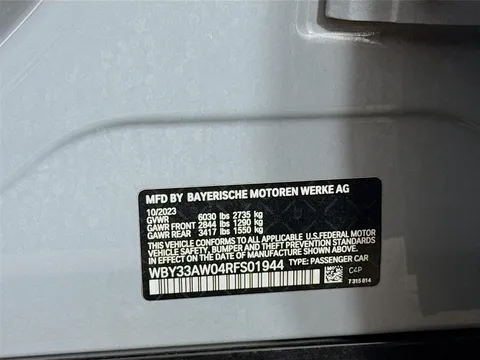 MFD BY BAYERISCHE MOTOREN WERKE AG
10/2023
GVWR 6030 lbs 2735 kg
GAWR FRONT 2844 lbs 1290 kg
GAWR REAR 3417 lbs 1550 kg
THIS VEHICLE CONFORMS TO ALL APPLICABLE U.S.FEDERAL MOTOR
VEHICLE SAFETY, BUMPER, AND THEFT PREVENTION STANDARDS
IN EFFECT ON THE DATE OF MANUFACTURE SHOWN ABOVE.
WBY33AW04RFS01944 TYPE: PASSENGER CAR
C4P
7 315 814